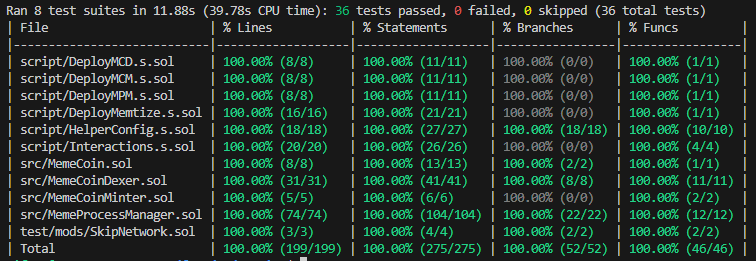 Ran 8 test suites in 11.88s (39.78s CPU time): 36 tests passed, 0 failed, 0 skipped (36 total tests)
| File | % Lines | % Statements | % Branches | % Funcs |
|---------------------------|------------------|------------------|----------------|----------------|
| script/DeployMCD.s.sol | 100.00% (8/8) | 100.00% (11/11) | 100.00% (0/0) | 100.00% (1/1) |
| script/DeployMCM.s.sol | 100.00% (8/8) | 100.00% (11/11) | 100.00% (0/0) | 100.00% (1/1) |
| script/DeployMPM.s.sol | 100.00% (8/8) | 100.00% (11/11) | 100.00% (0/0) | 100.00% (1/1) |
| script/DeployMemtize.s.sol | 100.00% (16/16) | 100.00% (21/21) | 100.00% (0/0) | 100.00% (1/1) |
| script/HelperConfig.s.sol | 100.00% (18/18) | 100.00% (27/27) | 100.00% (18/18) | 100.00% (10/10) |
| script/Interactions.s.sol | 100.00% (20/20) | 100.00% (26/26) | 100.00% (0/0) | 100.00% (4/4) |
| src/MemeCoin.sol | 100.00% (8/8) | 100.00% (13/13) | 100.00% (2/2) | 100.00% (1/1) |
| src/MemeCoinDexer.sol | 100.00% (31/31) | 100.00% (41/41) | 100.00% (8/8) | 100.00% (11/11) |
| src/MemeCoinMinter.sol | 100.00% (5/5) | 100.00% (6/6) | 100.00% (0/0) | 100.00% (2/2) |
| src/MemeProcessManager.sol | 100.00% (74/74) | 100.00% (104/104) | 100.00% (22/22) | 100.00% (12/12) |
| test/mods/SkipNetwork.sol | 100.00% (3/3) | 100.00% (4/4) | 100.00% (2/2) | 100.00% (2/2) |
| Total | 100.00% (199/199) | 100.00% (275/275) | 100.00% (52/52) | 100.00% (46/46) |